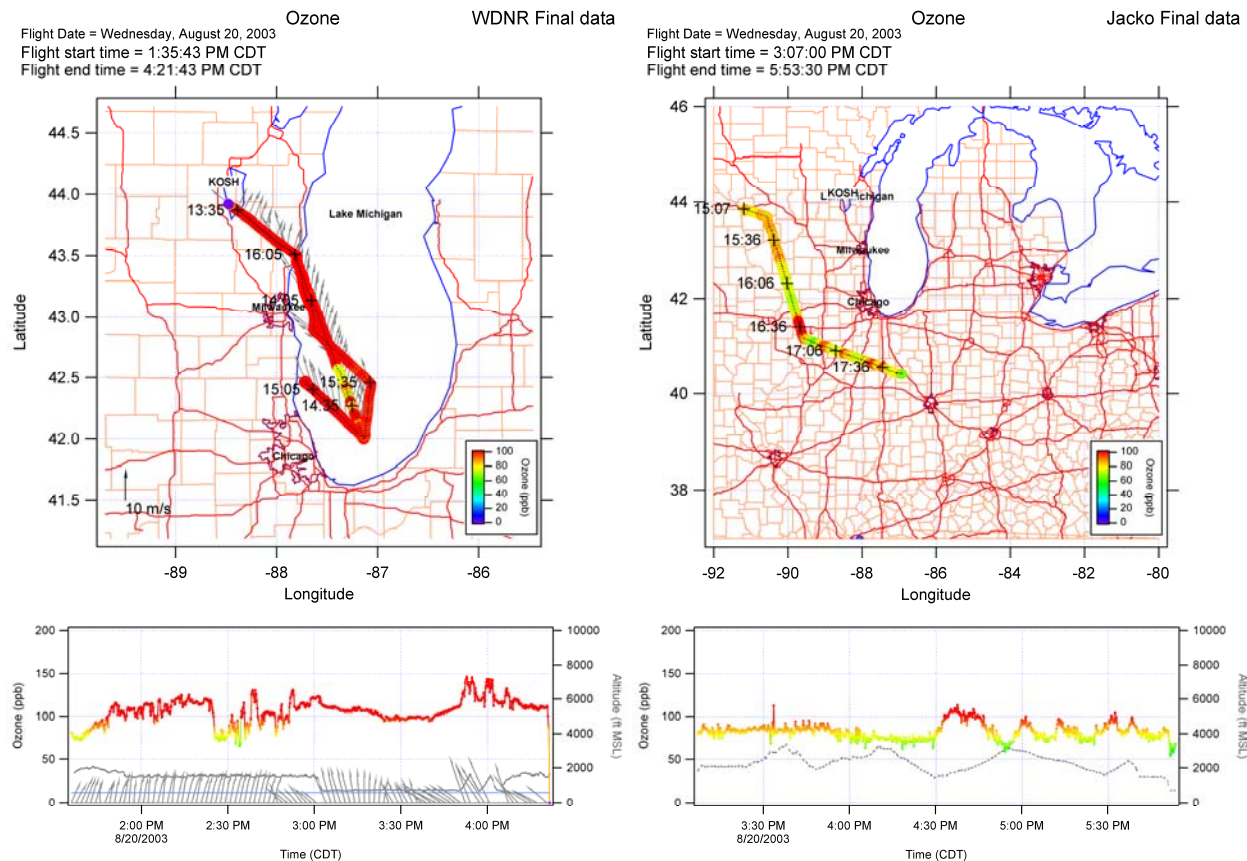 Ozone WDNR Final data
Flight Date = Wednesday, August 20, 2003
Flight start time = 1:35:43 PM CDT
Flight end time = 4:21:43 PM CDT
44.5
44.0
43.5
43.0
42.5
42.0
41.5
Latitude
KOSH
13:35
Lake Michigan
16:05
14:05
Milwaukee
15:35
15:05
14:35
Chicago
10 m/s
100
80
60
40
20
0
Ozone (ppb)
-89 -88 -87 -86
Longitude
Ozone Jacko Final data
Flight Date = Wednesday, August 20, 2003
Flight start time = 3:07:00 PM CDT
Flight end time = 5:53:30 PM CDT
46
44
42
40
38
Latitude
KOSH
15:07
15:36
Milwaukee
16:06
Chicago
16:36
17:06
17:36
100
80
60
40
20
0
Ozone (ppb)
-92 -90 -88 -86 -84 -82 -80
Longitude
200
150
100
50
0
Ozone (ppb)
10000
8000
6000
4000
2000
0
Altitude (ft MSL)
2:00 PM 2:30 PM 3:00 PM 3:30 PM 4:00 PM
8/20/2003
Time (CDT)
200
150
100
50
0
Ozone (ppb)
10000
8000
6000
4000
2000
0
Altitude (ft MSL)
3:30 PM 4:00 PM 4:30 PM 5:00 PM 5:30 PM
8/20/2003
Time (CDT)